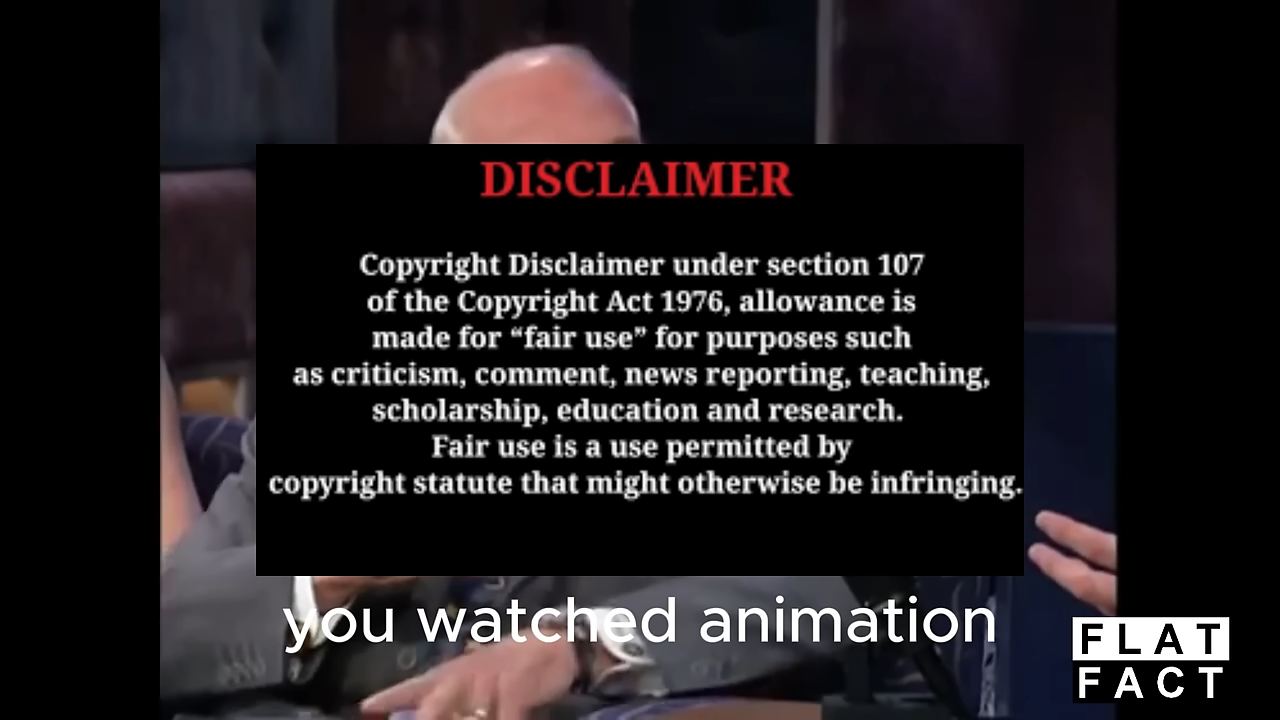 DISCLAIMER
Copyright Disclaimer under section 107
of the Copyright Act 1976, allowance is
made for “fair use” for purposes such
as criticism, comment, news reporting, teaching,
scholarship, education and research.
Fair use is a use permitted by
copyright statute that might otherwise be infringing.
you watched animation
FLAT
FACT